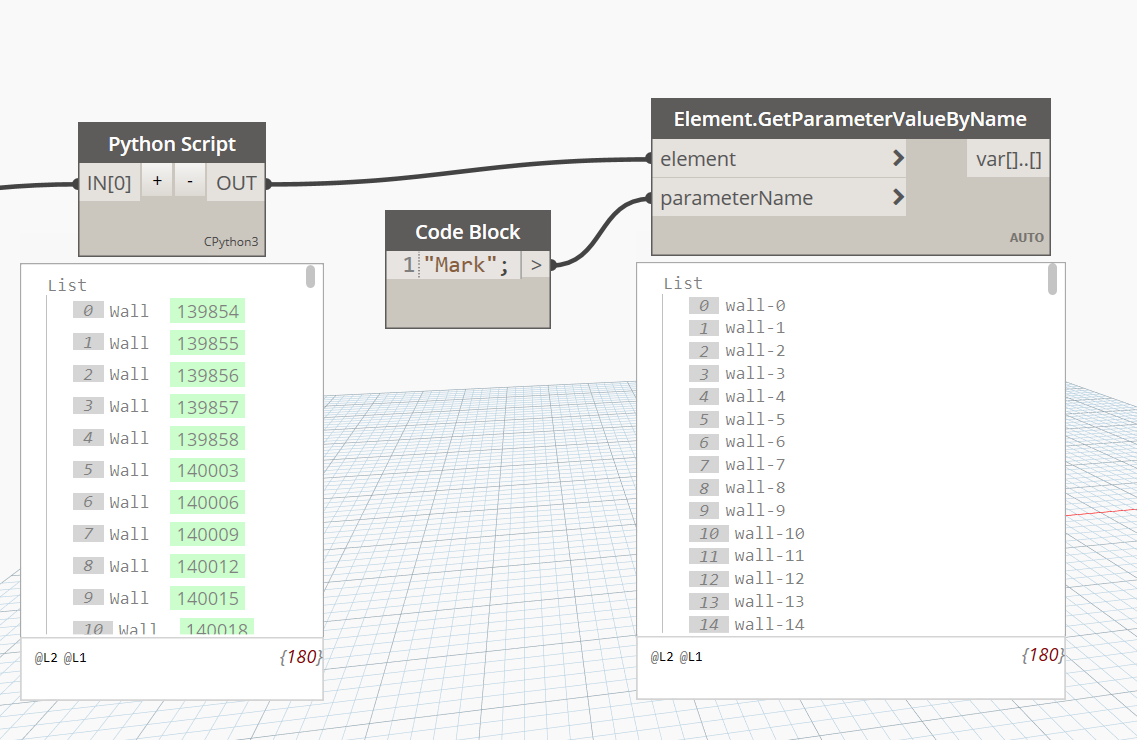 Python Script
IN[0] + - OUT
CPython3
List
0 Wall 139854
1 Wall 139855
2 Wall 139856
3 Wall 139857
4 Wall 139858
5 Wall 140003
6 Wall 140006
7 Wall 140009
8 Wall 140012
9 Wall 140015
10 Wall 140018
@L2 @L1 {180}
Code Block
1 "Mark"; >
Element.GetParameterValueByName
element > var[]..[]
parameterName >
AUTO
List
0 wall-0
1 wall-1
2 wall-2
3 wall-3
4 wall-4
5 wall-5
6 wall-6
7 wall-7
8 wall-8
9 wall-9
10 wall-10
11 wall-11
12 wall-12
13 wall-13
14 wall-14
@L2 @L1 {180}